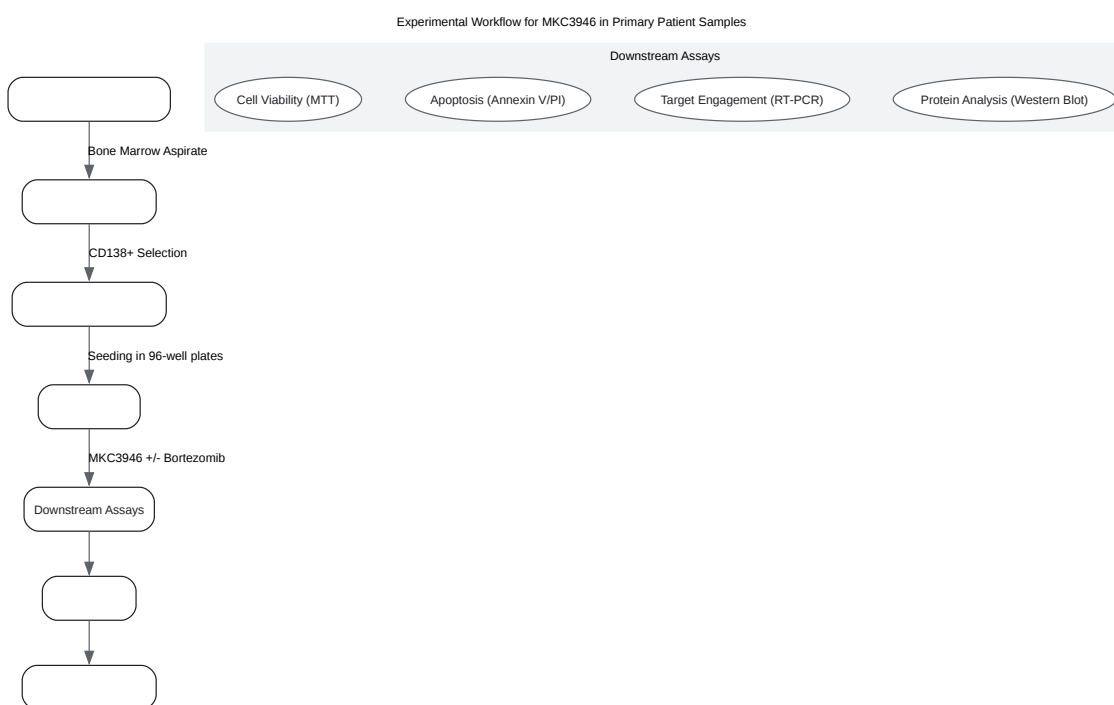 Experimental Workflow for MKC3946 in Primary Patient Samples
Downstream Assays
Cell Viability (MTT)
Apoptosis (Annexin V/PI)
Target Engagement (RT-PCR)
Protein Analysis (Western Blot)
Bone Marrow Aspirate
CD138+ Selection
Seeding in 96-well plates
MKC3946 +/- Bortezomib
Downstream Assays